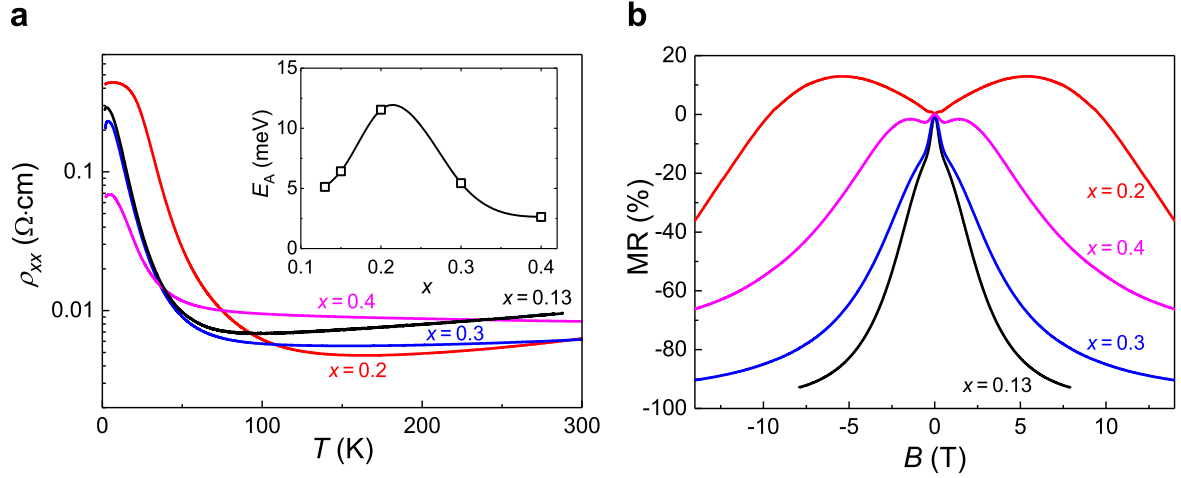 a
b
ρxx (Ω·cm)
0.1
0.01
0
100
200
300
T (K)
EA (meV)
15
10
5
0
0.1
0.2
0.3
0.4
x
x = 0.4
x = 0.13
x = 0.3
x = 0.2
MR (%)
20
0
-20
-40
-60
-80
-100
-10
-5
0
5
10
B (T)
x = 0.2
x = 0.4
x = 0.3
x = 0.13